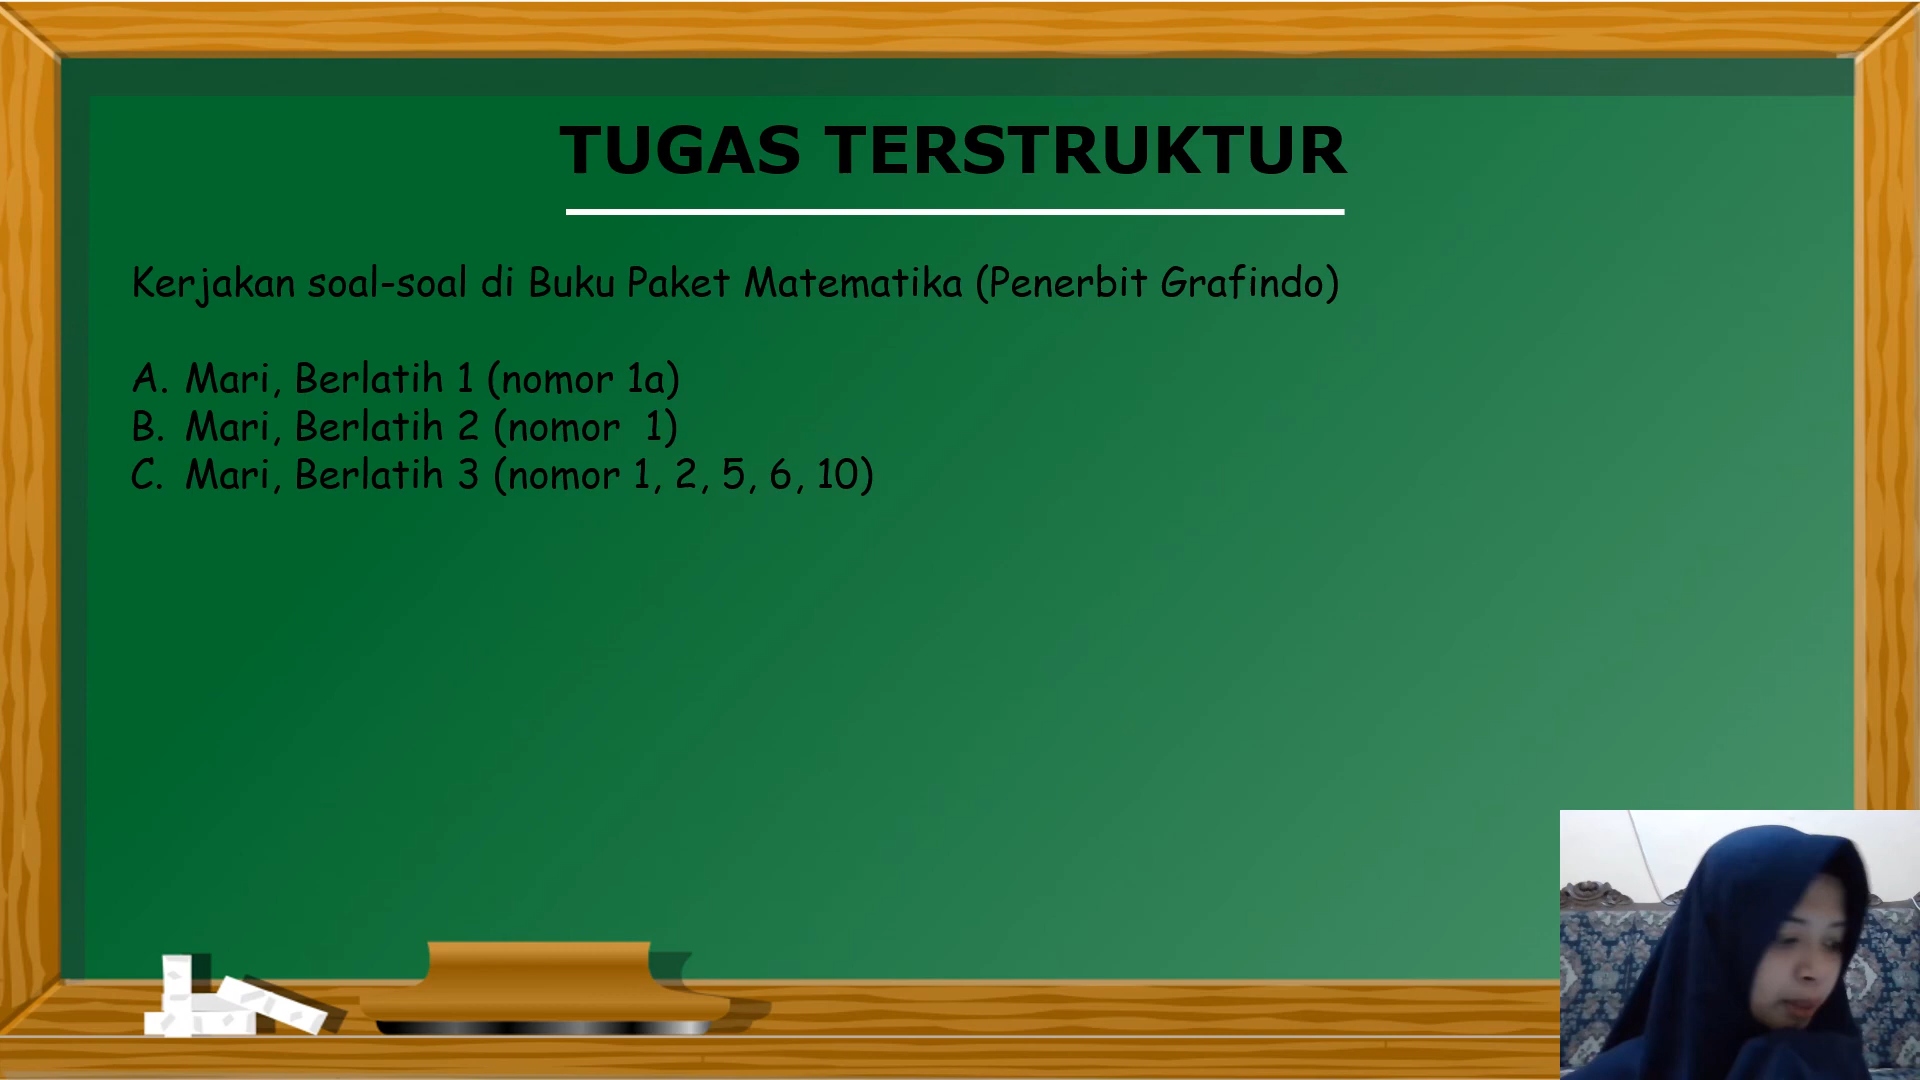 TUGAS TERSTRUKTUR
Kerjakan soal-soal di Buku Paket Matematika (Penerbit Grafindo)
A. Mari, Berlatih 1 (nomor 1a)
B. Mari, Berlatih 2 (nomor  1)
C. Mari, Berlatih 3 (nomor 1, 2, 5, 6, 10)